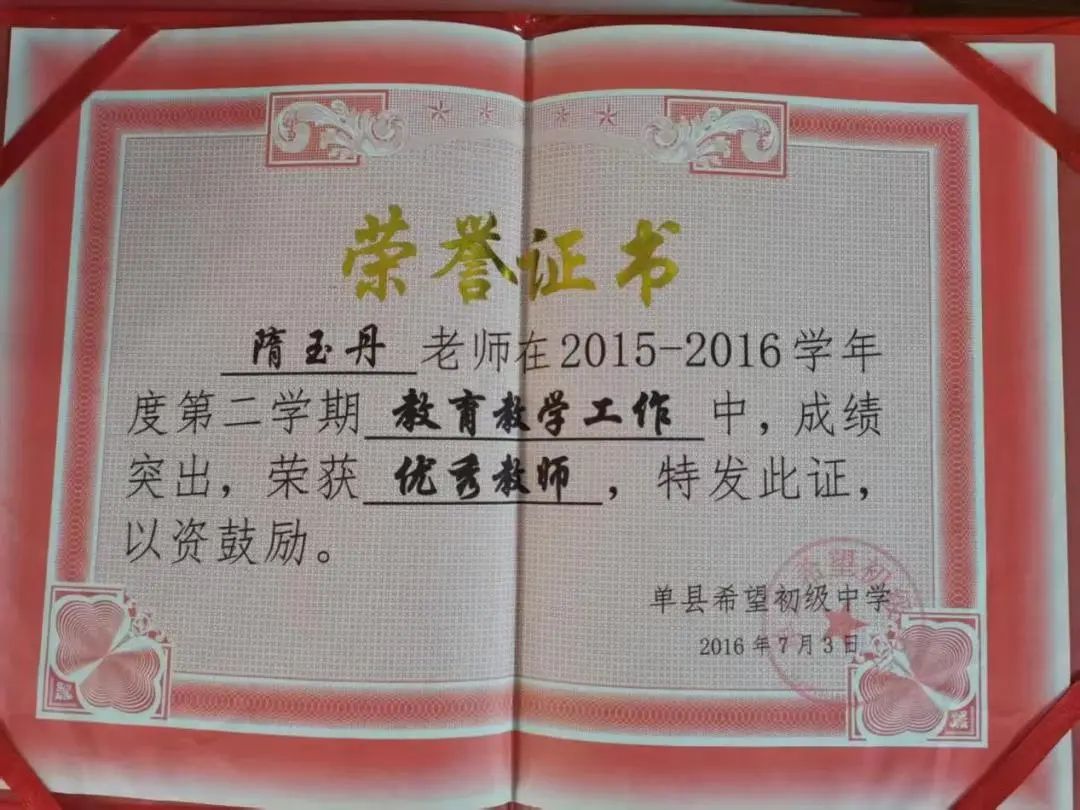 荣誉证书
隋玉丹 老师在2015-2016学年
度第二学期 教育教学工作 中，成绩
突出，荣获 优秀教师 ，特发此证，
以资鼓励。
单县希望初级中学
2016年7月3日
希望初